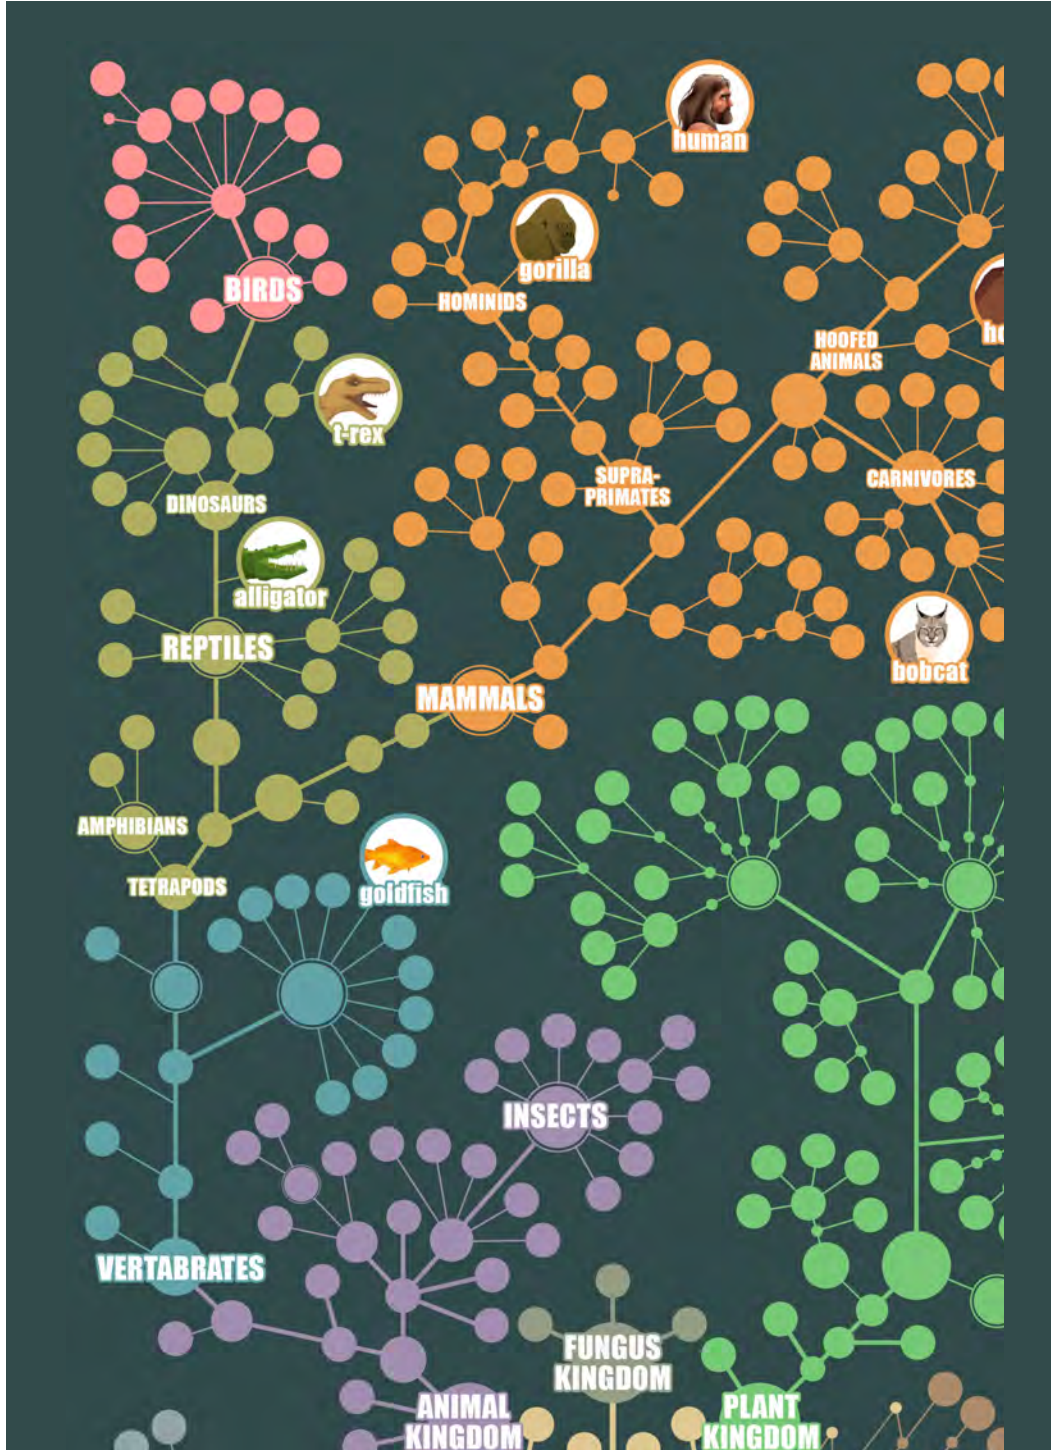 human
BIRDS
gorilla
HOMINIDS
HOOFED
ANIMALS
t-rex
DINOSAURS
SUPRA-
PRIMATES
CARNIVORES
alligator
REPTILES
bobcat
MAMMALS
AMPHIBIANS
TETRAPODS
goldfish
INSECTS
VERTABRATES
FUNGUS
KINGDOM
ANIMAL
KINGDOM
PLANT
KINGDOM